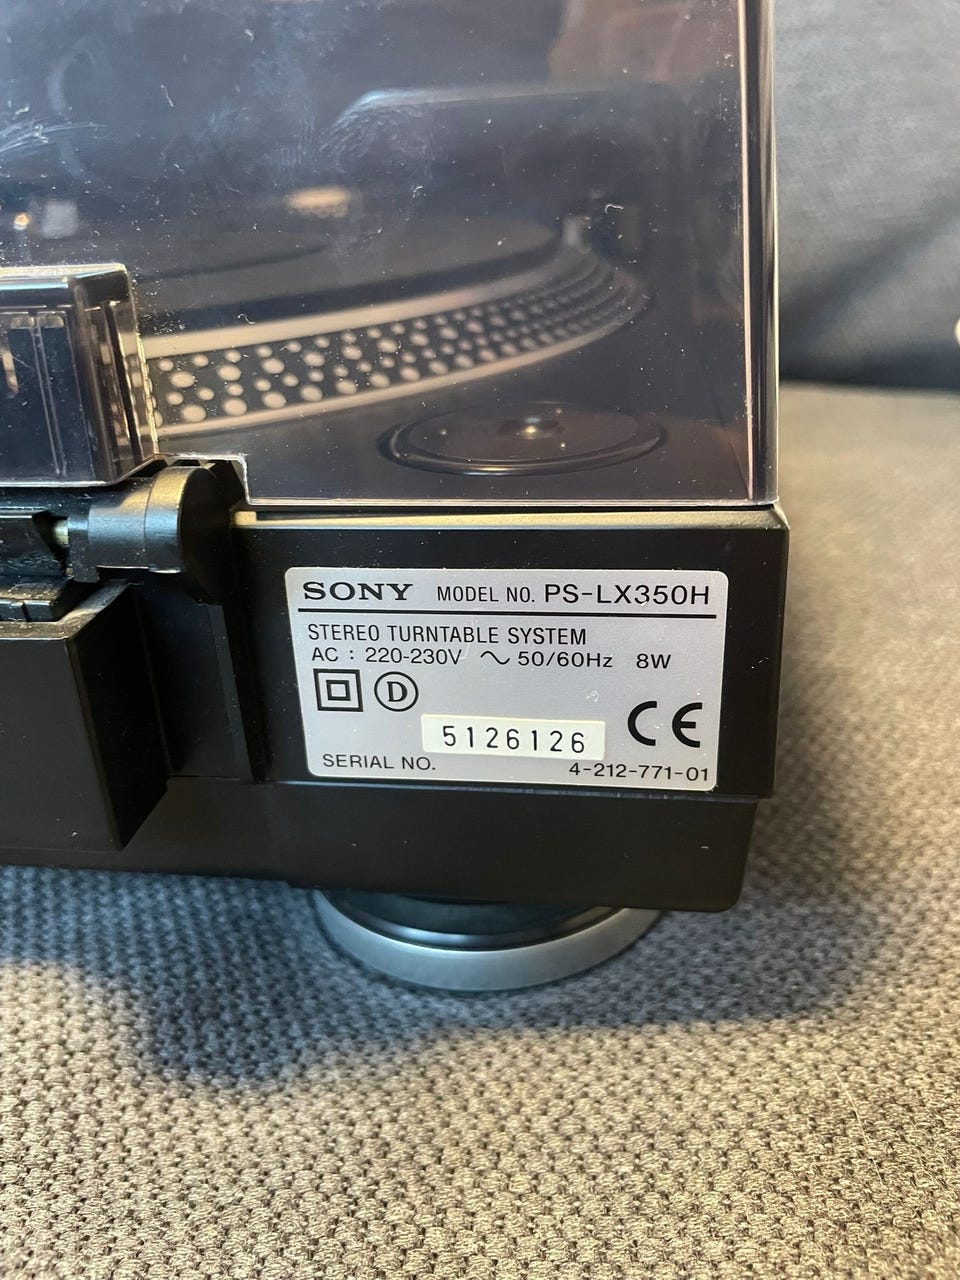 SONY MODEL NO. PS-LX350H
STEREO TURNTABLE SYSTEM
AC : 220-230V ~ 50/60Hz 8W
D
CE
5126126
SERIAL NO.
4-212-771-01